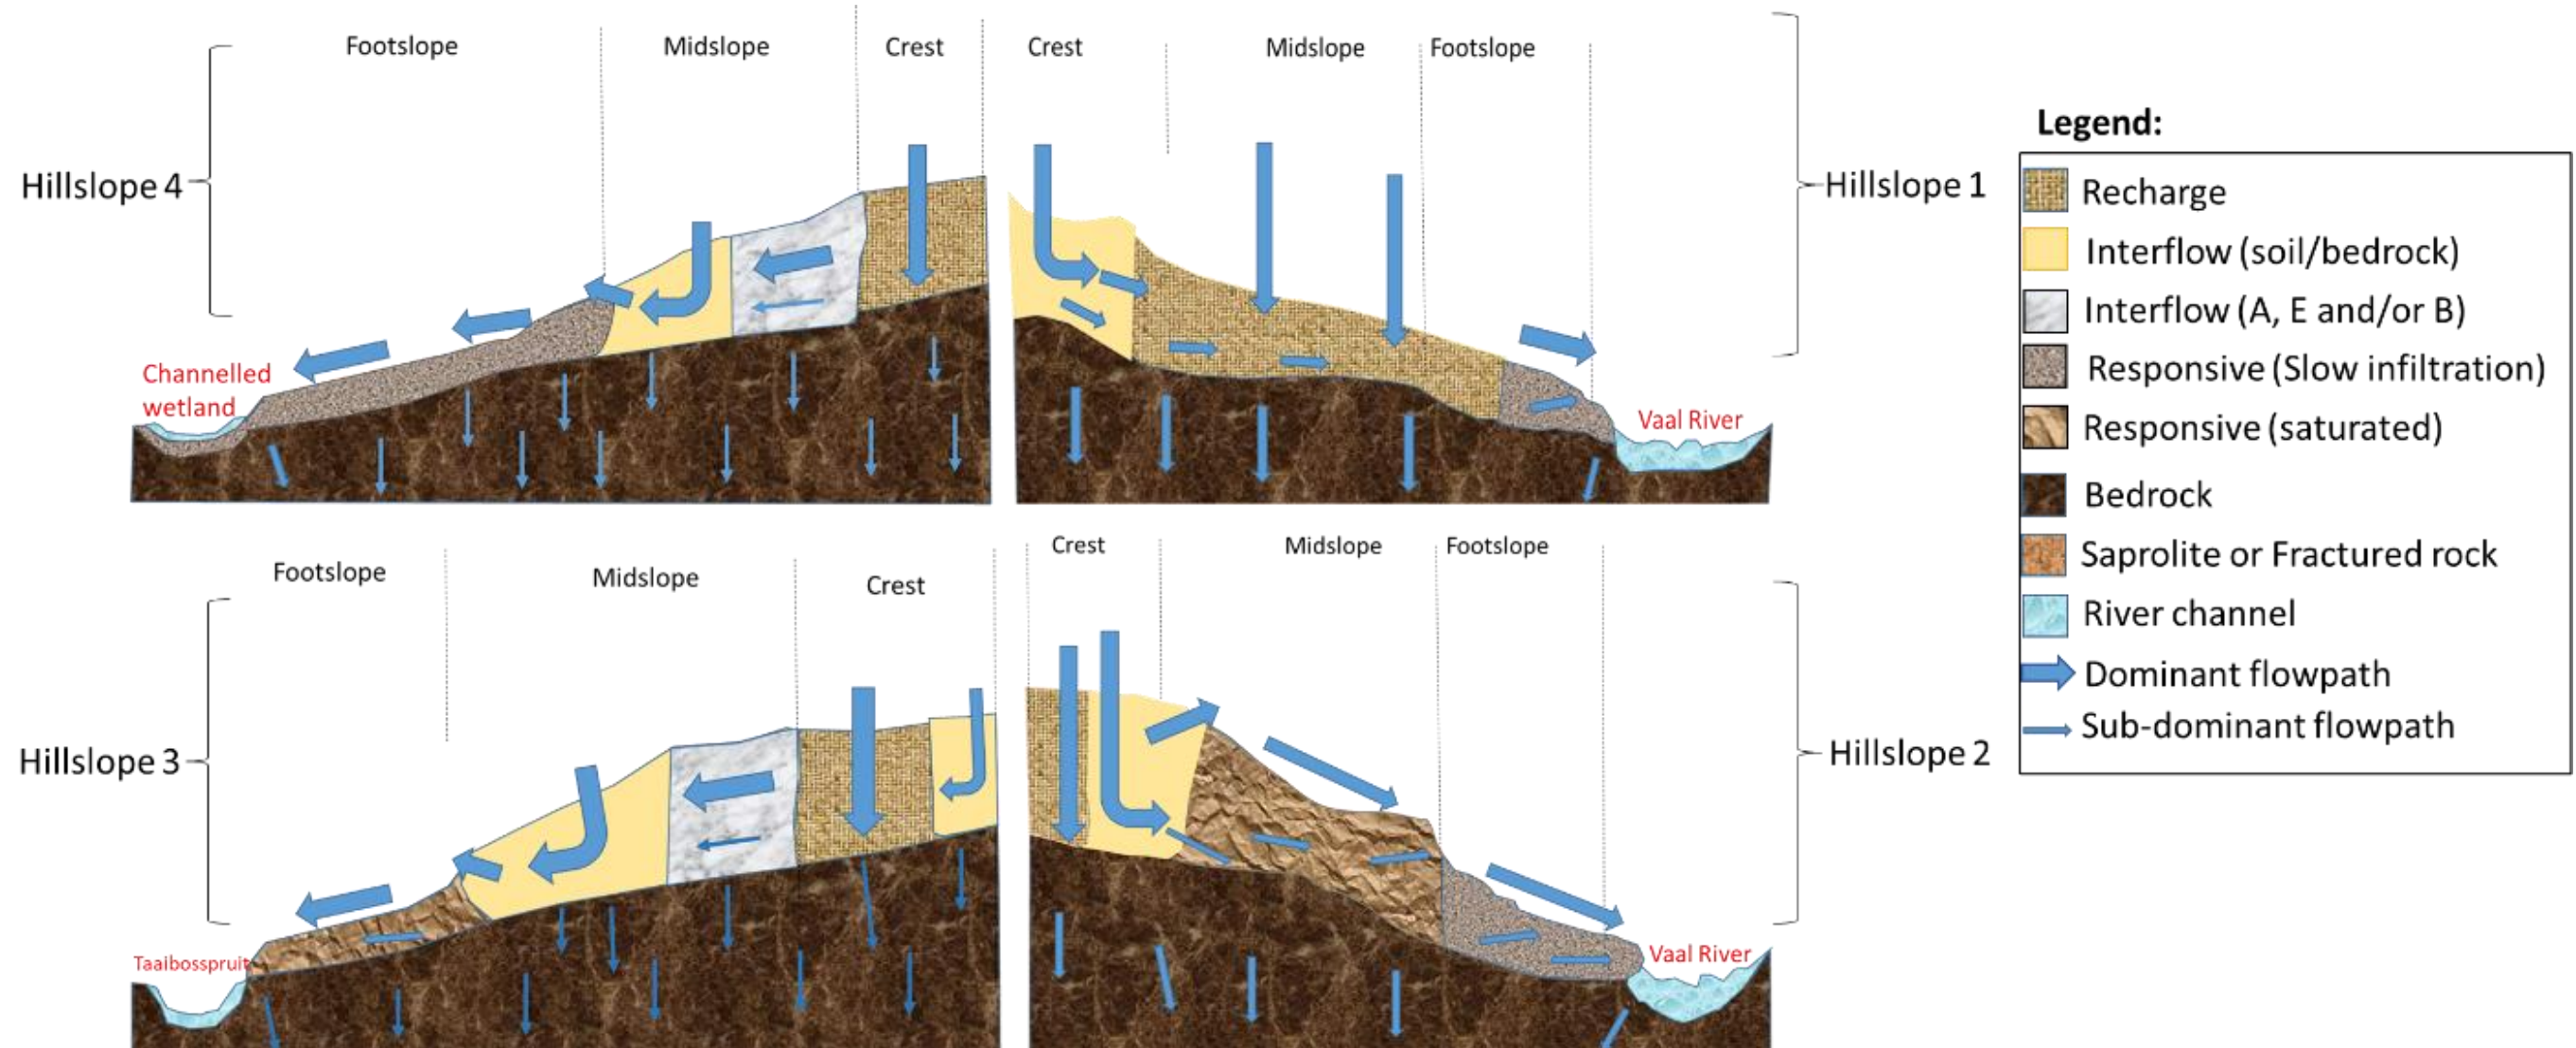 Footslope
Midslope
Crest
Crest
Midslope
Footslope
Hillslope 4
Hillslope 1
Channelled
wetland
Vaal River
Footslope
Midslope
Crest
Crest
Midslope
Footslope
Hillslope 3
Hillslope 2
Taaibosspruit
Vaal River
Legend:
Recharge
Interflow (soil/bedrock)
Interflow (A, E and/or B)
Responsive (Slow infiltration)
Responsive (saturated)
Bedrock
Saprolite or Fractured rock
River channel
Dominant flowpath
Sub-dominant flowpath